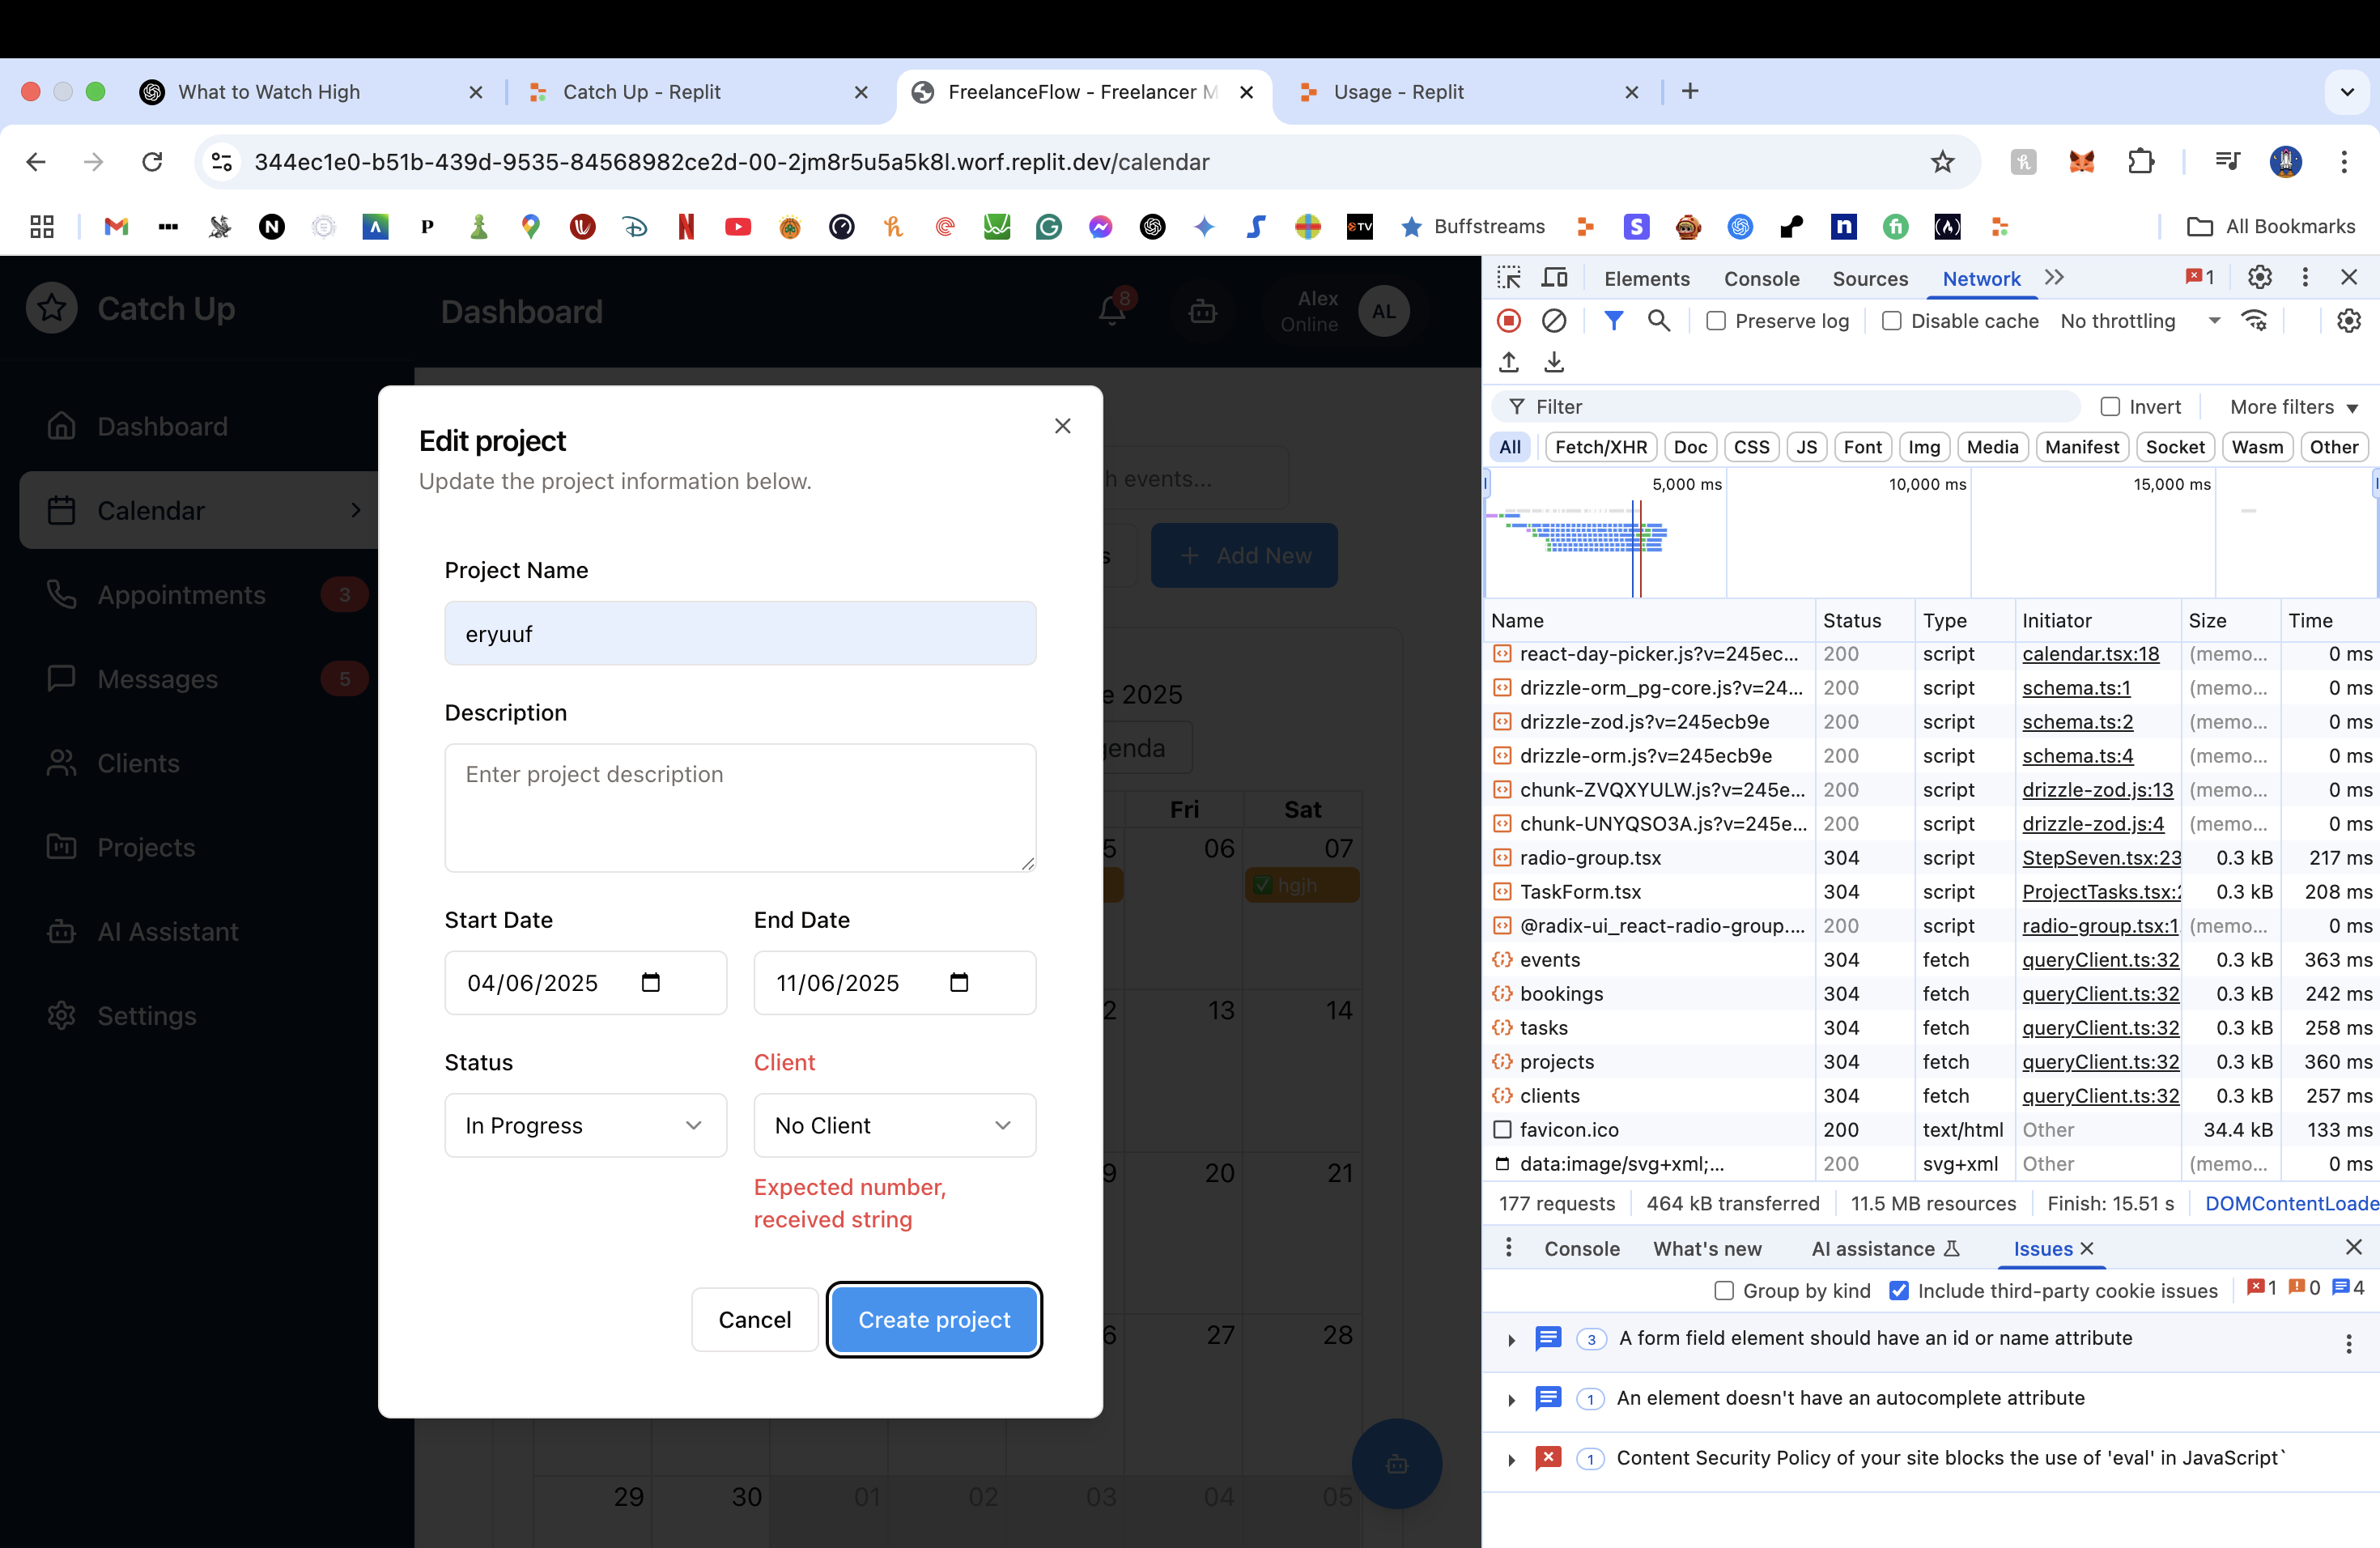 What to Watch High
Catch Up - Replit
FreelanceFlow - Freelancer M
Usage - Replit
344ec1e0-b51b-439d-9535-84568982ce2d-00-2jm8r5u5a5k8l.worf.replit.dev/calendar
Buffstreams
All Bookmarks
Catch Up
Dashboard
8
Alex
Online
AL
Dashboard
Calendar
Appointments
3
Messages
5
Clients
Projects
AI Assistant
Settings
h events...
s
+ Add New
e 2025
genda
Fri
Sat
5
06
07
hgjh
2
13
14
9
20
21
6
27
28
29
30
01
02
03
04
05
Edit project
Update the project information below.
Project Name
eryuuf
Description
Enter project description
Start Date
End Date
04/06/2025
11/06/2025
Status
Client
In Progress
No Client
Expected number,
received string
Cancel
Create project
Elements
Console
Sources
Network
1
Preserve log
Disable cache
No throttling
Filter
Invert
More filters
All
Fetch/XHR
Doc
CSS
JS
Font
Img
Media
Manifest
Socket
Wasm
Other
5,000 ms
10,000 ms
15,000 ms
Name Status Type Initiator Size Time
react-day-picker.js?v=245ec... 200 script calendar.tsx:18 (memo... 0 ms
drizzle-orm_pg-core.js?v=24... 200 script schema.ts:1 (memo... 0 ms
drizzle-zod.js?v=245ecb9e 200 script schema.ts:2 (memo... 0 ms
drizzle-orm.js?v=245ecb9e 200 script schema.ts:4 (memo... 0 ms
chunk-ZVQXYULW.js?v=245e... 200 script drizzle-zod.js:13 (memo... 0 ms
chunk-UNYQSO3A.js?v=245e... 200 script drizzle-zod.js:4 (memo... 0 ms
radio-group.tsx 304 script StepSeven.tsx:23 0.3 kB 217 ms
TaskForm.tsx 304 script ProjectTasks.tsx:2 0.3 kB 208 ms
@radix-ui_react-radio-group.... 200 script radio-group.tsx:1 (memo... 0 ms
events 304 fetch queryClient.ts:32 0.3 kB 363 ms
bookings 304 fetch queryClient.ts:32 0.3 kB 242 ms
tasks 304 fetch queryClient.ts:32 0.3 kB 258 ms
projects 304 fetch queryClient.ts:32 0.3 kB 360 ms
clients 304 fetch queryClient.ts:32 0.3 kB 257 ms
favicon.ico 200 text/html Other 34.4 kB 133 ms
data:image/svg+xml;... 200 svg+xml Other (memo... 0 ms
177 requests 464 kB transferred 11.5 MB resources Finish: 15.51 s DOMContentLoade
Console
What's new
AI assistance
Issues
Group by kind
Include third-party cookie issues
1
0
4
3 A form field element should have an id or name attribute
1 An element doesn't have an autocomplete attribute
1 Content Security Policy of your site blocks the use of 'eval' in JavaScript`